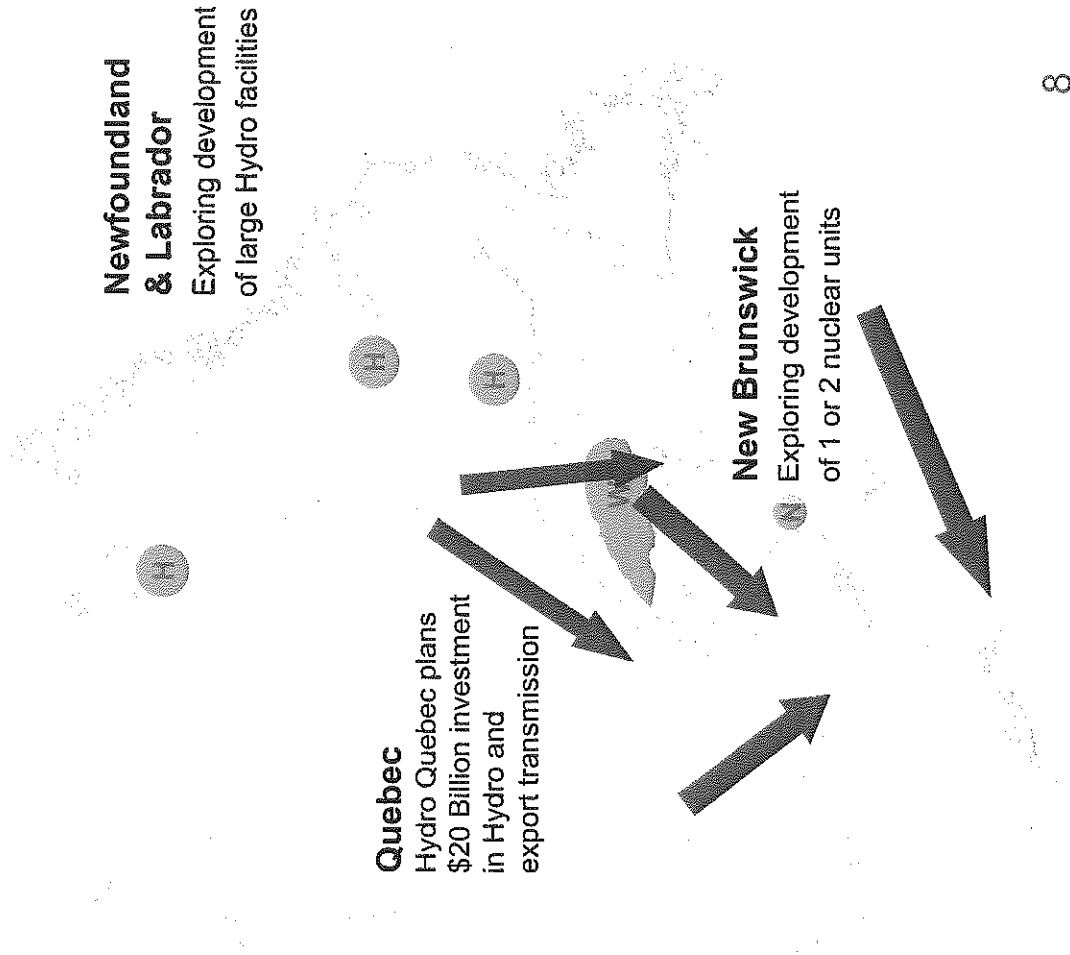 Newfoundland
& Labrador
Exploring development
of large Hydro facilities
H
H
H
Quebec
Hydro Quebec plans
$20 Billion investment
in Hydro and
export transmission
W
New Brunswick
Exploring development
of 1 or 2 nuclear units
N
8